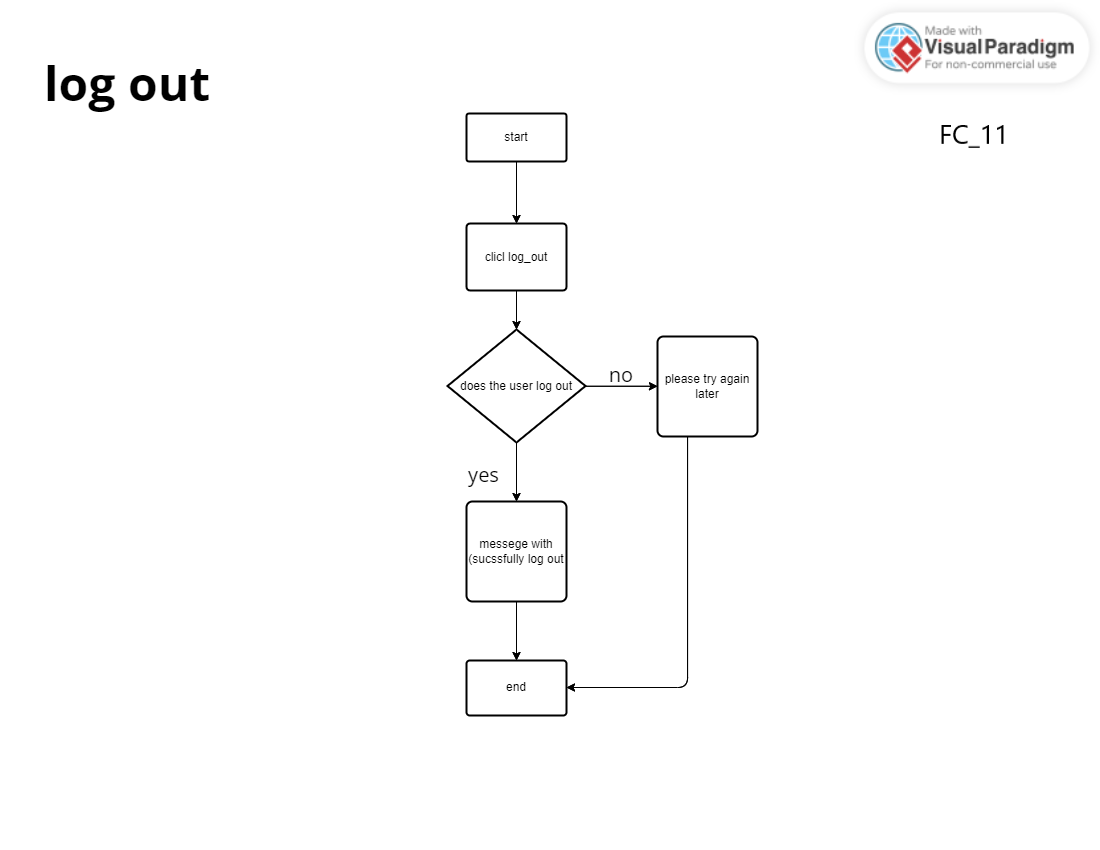 Made with
Visual Paradigm
For non-commercial use
log out
FC_11
start
clicl log_out
does the user log out
no
please try again
later
yes
messege with
(sucssfully log out
end